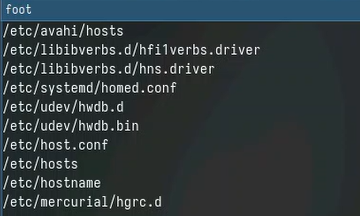 foot
/etc/avahi/hosts
/etc/libibverbs.d/hfi1verbs.driver
/etc/libibverbs.d/hns.driver
/etc/systemd/homed.conf
/etc/udev/hwdb.d
/etc/udev/hwdb.bin
/etc/host.conf
/etc/hosts
/etc/hostname
/etc/mercurial/hgrc.d